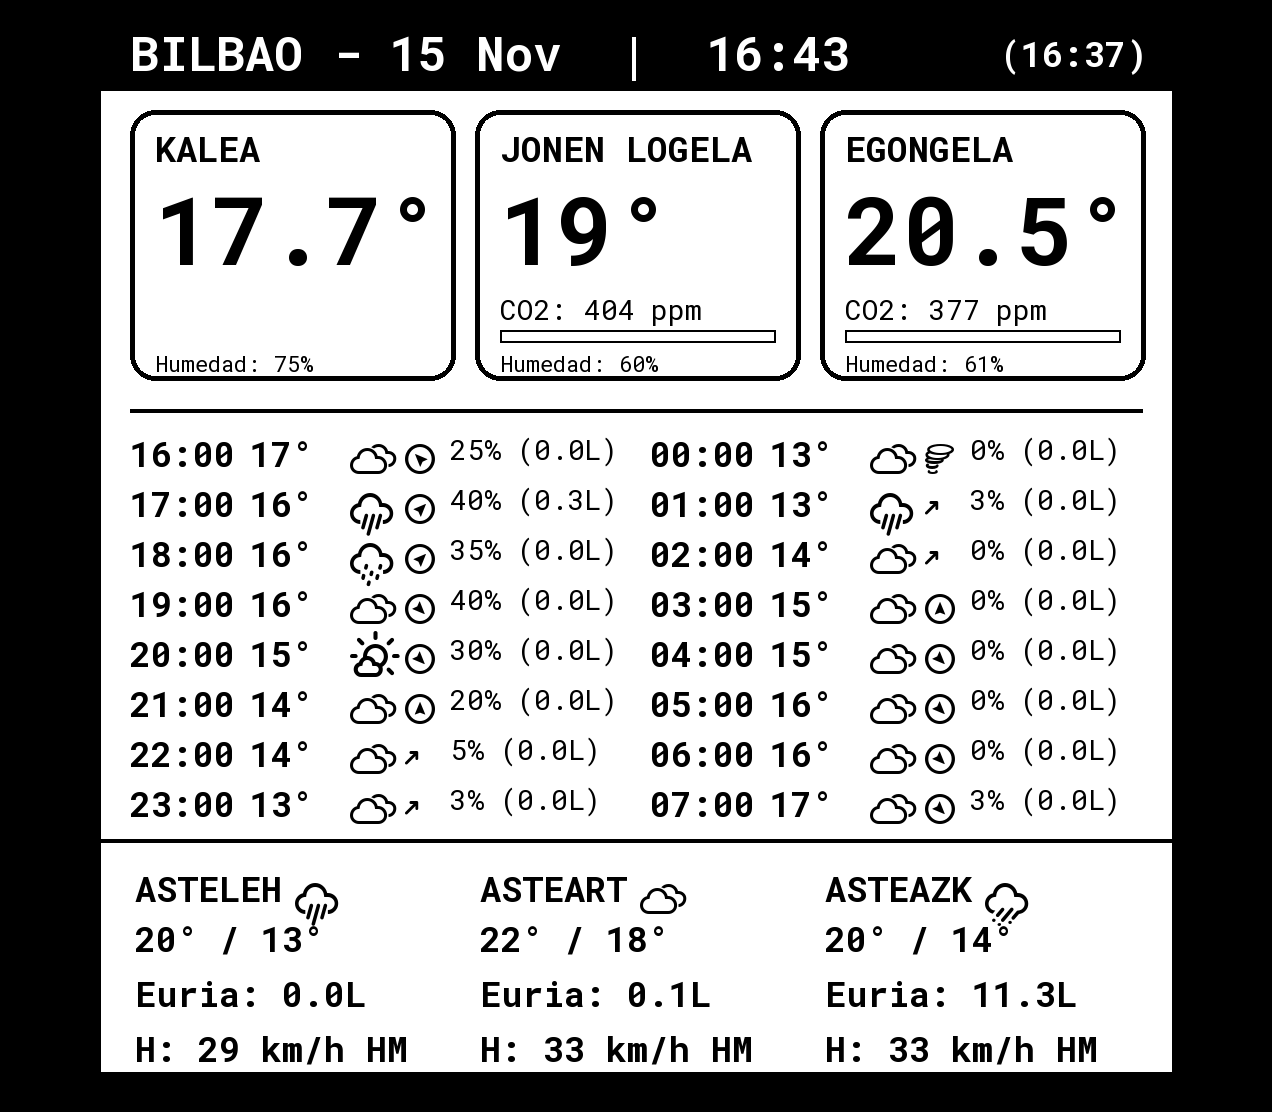 BILBAO - 15 Nov | 16:43 (16:37)
KALEA
17.7°
Humedad: 75%
JONEN LOGELA
19°
CO2: 404 ppm
Humedad: 60%
EGONGELA
20.5°
CO2: 377 ppm
Humedad: 61%
16:00 17° 25% (0.0L)
17:00 16° 40% (0.3L)
18:00 16° 35% (0.0L)
19:00 16° 40% (0.0L)
20:00 15° 30% (0.0L)
21:00 14° 20% (0.0L)
22:00 14° 5% (0.0L)
23:00 13° 3% (0.0L)
00:00 13° 0% (0.0L)
01:00 13° 3% (0.0L)
02:00 14° 0% (0.0L)
03:00 15° 0% (0.0L)
04:00 15° 0% (0.0L)
05:00 16° 0% (0.0L)
06:00 16° 0% (0.0L)
07:00 17° 3% (0.0L)
ASTELEH
20° / 13°
Euria: 0.0L
H: 29 km/h HM
ASTEART
22° / 18°
Euria: 0.1L
H: 33 km/h HM
ASTEAZK
20° / 14°
Euria: 11.3L
H: 33 km/h HM